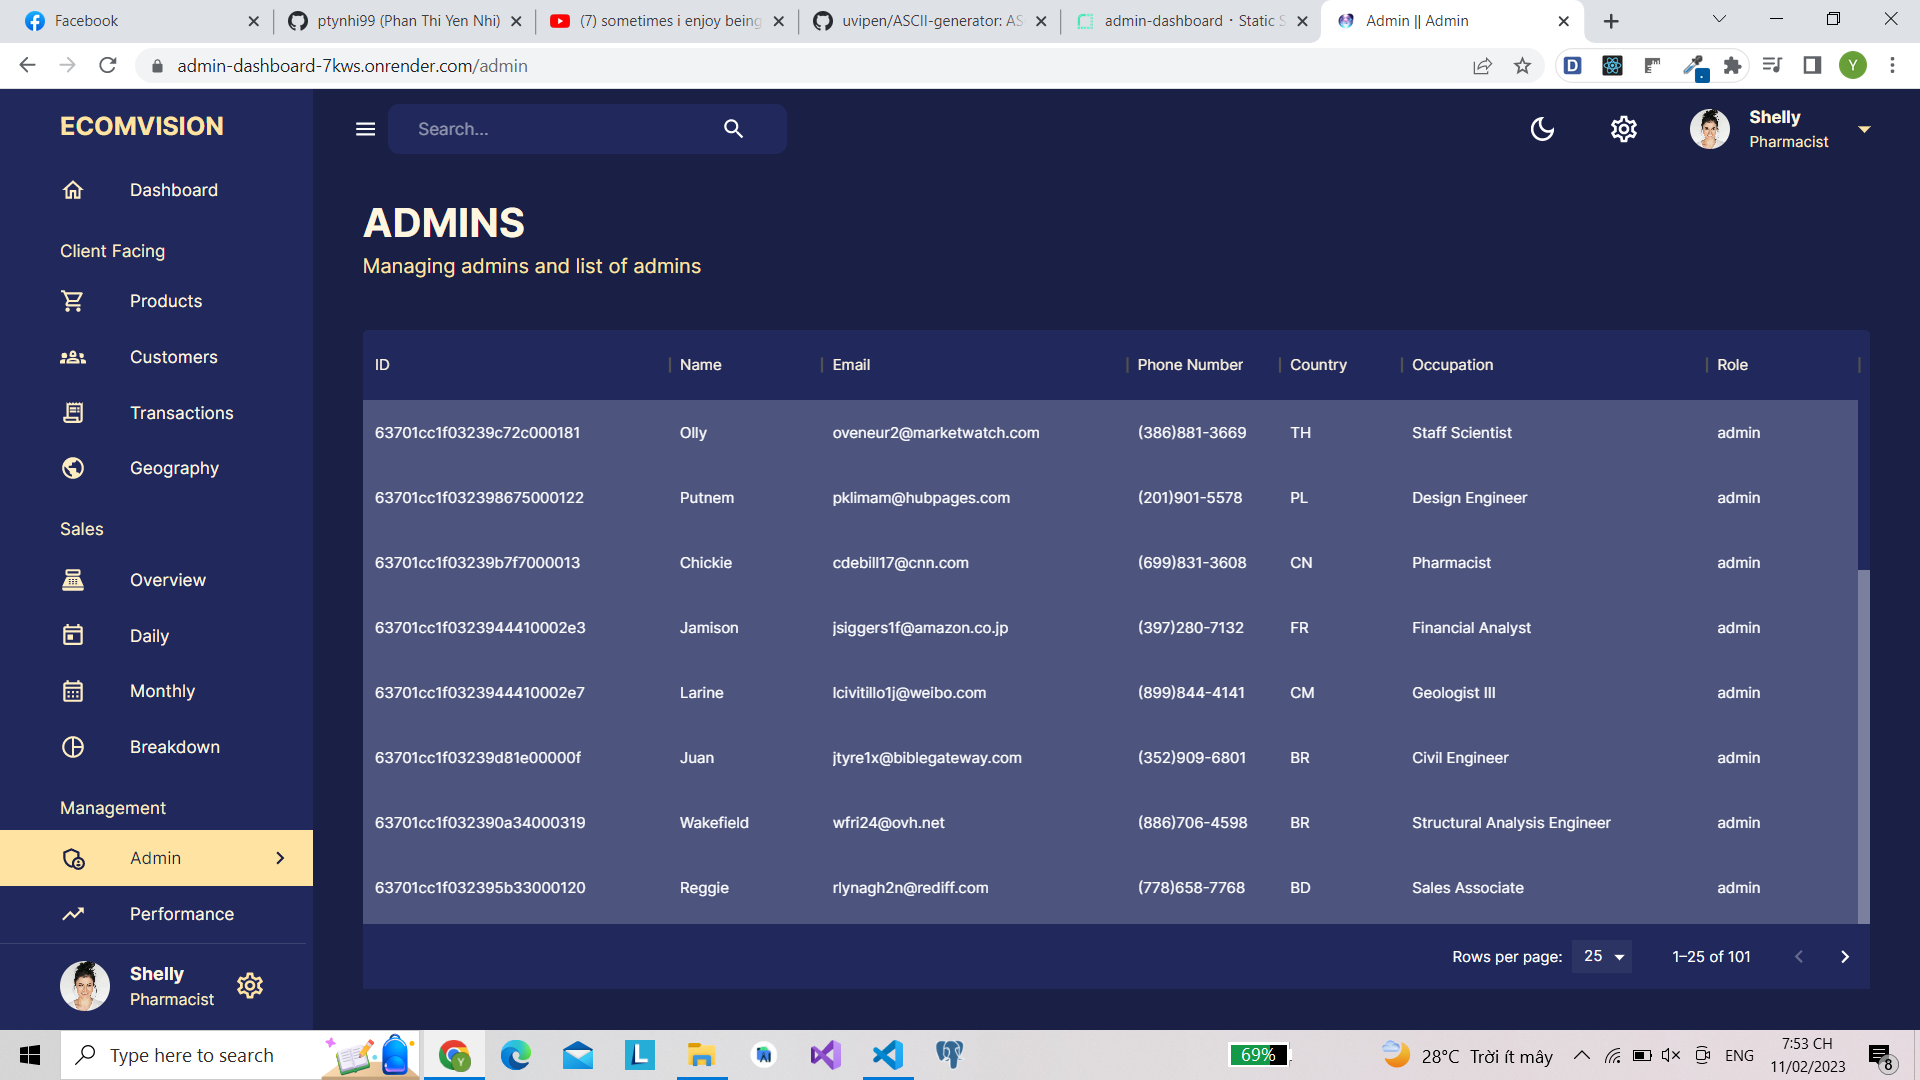 Facebook
ptynhi99 (Phan Thi Yen Nhi)
(7) sometimes i enjoy being
uvipen/ASCII-generator: AS
admin-dashboard · Static S
Admin || Admin
admin-dashboard-7kws.onrender.com/admin
Y
ECOMVISION
Search...
Shelly
Pharmacist
Dashboard
Client Facing
Products
Customers
Transactions
Geography
Sales
Overview
Daily
Monthly
Breakdown
Management
Admin
Performance
Shelly
Pharmacist
ADMINS
Managing admins and list of admins
ID Name Email Phone Number Country Occupation Role
63701cc1f03239c72c000181 Olly oveneur2@marketwatch.com (386)881-3669 TH Staff Scientist admin
63701cc1f032398675000122 Putnem pklimam@hubpages.com (201)901-5578 PL Design Engineer admin
63701cc1f03239b7f7000013 Chickie cdebill17@cnn.com (699)831-3608 CN Pharmacist admin
63701cc1f0323944410002e3 Jamison jsiggers1f@amazon.co.jp (397)280-7132 FR Financial Analyst admin
63701cc1f0323944410002e7 Larine lcivitillo1j@weibo.com (899)844-4141 CM Geologist III admin
63701cc1f03239d81e00000f Juan jtyre1x@biblegateway.com (352)909-6801 BR Civil Engineer admin
63701cc1f032390a34000319 Wakefield wfri24@ovh.net (886)706-4598 BR Structural Analysis Engineer admin
63701cc1f032395b33000120 Reggie rlynagh2n@rediff.com (778)658-7768 BD Sales Associate admin
Rows per page: 25 1–25 of 101
Type here to search
69%
28°C Trời ít mây
ENG
7:53 CH
11/02/2023
8